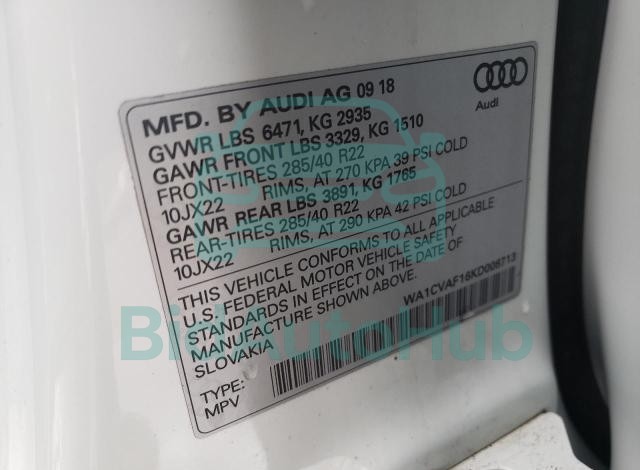 MFD. BY AUDI AG 09 18
GVWR LBS 6471, KG 2935
GAWR FRONT LBS 3329, KG 1510
FRONT-TIRES 285/40 R22
10JX22 RIMS, AT 270 KPA 39 PSI COLD
GAWR REAR LBS 3891, KG 1765
REAR-TIRES 285/40 R22
10JX22 RIMS, AT 290 KPA 42 PSI COLD
THIS VEHICLE CONFORMS TO ALL APPLICABLE
U.S. FEDERAL MOTOR VEHICLE SAFETY
STANDARDS IN EFFECT ON THE DATE OF
MANUFACTURE SHOWN ABOVE.
SLOVAKIA
WA1CVAF16KD006713
TYPE:
MPV
Audi
BidAutoHub